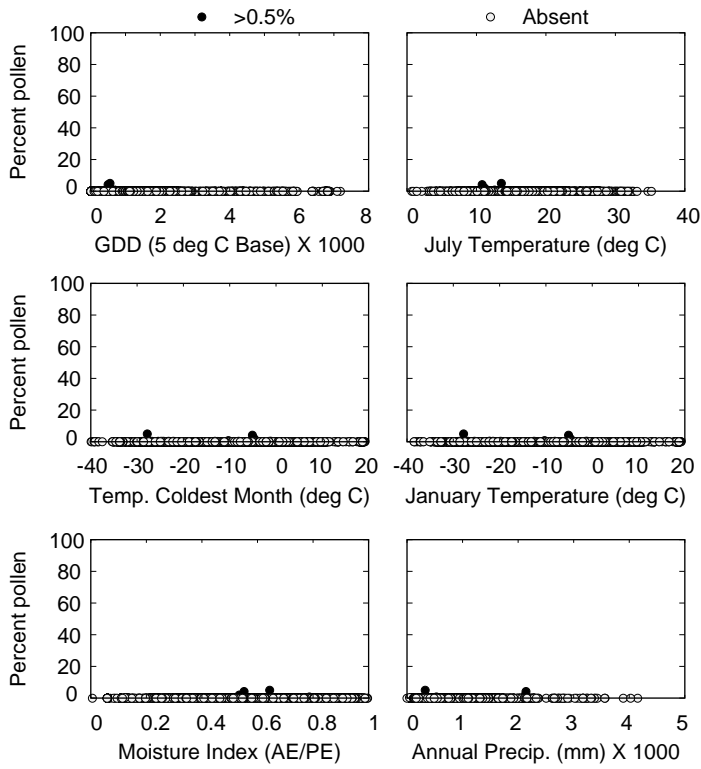 >0.5% Absent
100
80
60
40
20
0
Percent pollen
0 2 4 6 8
GDD (5 deg C Base) X 1000
0 10 20 30 40
July Temperature (deg C)
100
80
60
40
20
0
Percent pollen
-40 -30 -20 -10 0 10 20
Temp. Coldest Month (deg C)
-40 -30 -20 -10 0 10 20
January Temperature (deg C)
100
80
60
40
20
0
Percent pollen
0 0.2 0.4 0.6 0.8 1
Moisture Index (AE/PE)
0 1 2 3 4 5
Annual Precip. (mm) X 1000